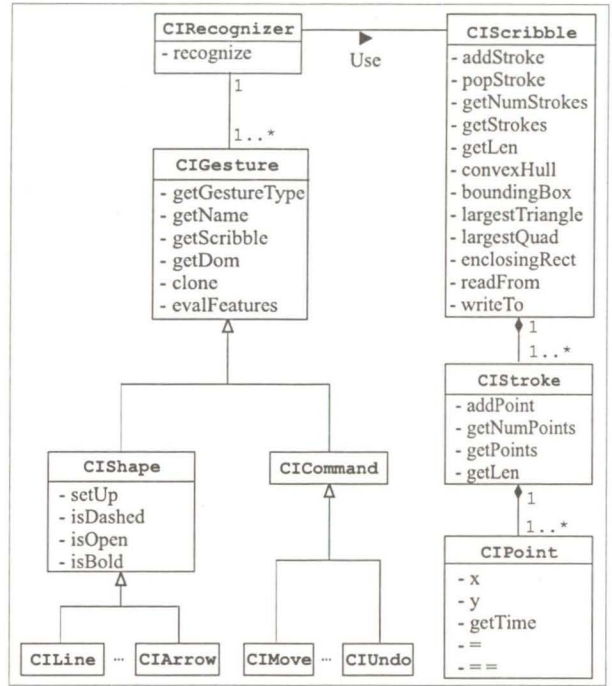 CIRecognizer
- recognize
Use
CIScribble
- addStroke
- popStroke
- getNumStrokes
- getStrokes
- getLen
- convexHull
- boundingBox
- largestTriangle
- largestQuad
- enclosingRect
- readFrom
- writeTo
1
1..*
CIGesture
- getGestureType
- getName
- getScribble
- getDom
- clone
- evalFeatures
1
1..*
CIStroke
- addPoint
- getNumPoints
- getPoints
- getLen
CIShape
- setUp
- isDashed
- isOpen
- isBold
CICommand
1
1..*
CIPoint
- x
- y
- getTime
- =
- ==
CILine ... CIArrow
CIMove ... CIUndo